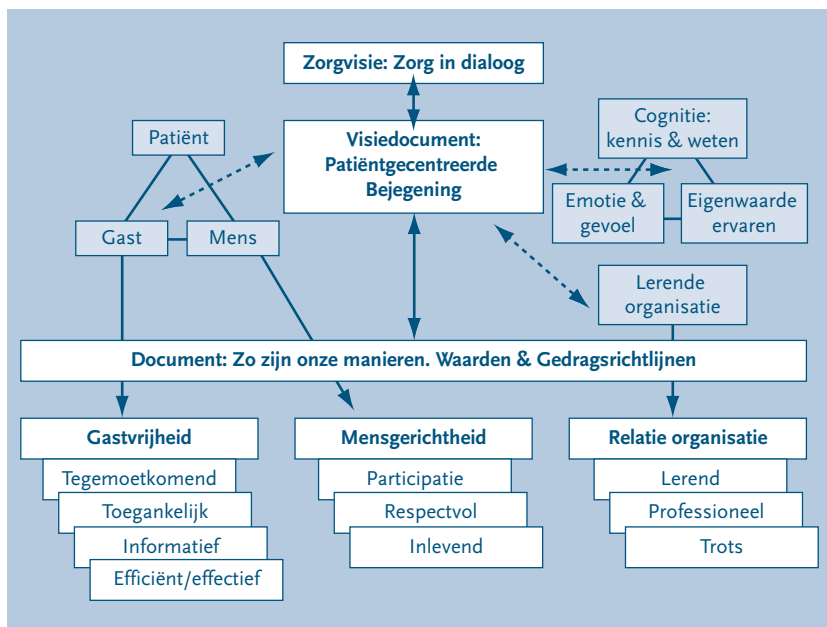 Zorgvisie: Zorg in dialoog
Patiënt
Gast
Mens
Visiedocument:
Patiëntgecentreerde
Bejegening
Cognitie:
kennis & weten
Emotie &
gevoel
Eigenwaarde
ervaren
Lerende
organisatie
Document: Zo zijn onze manieren. Waarden & Gedragsrichtlijnen
Gastvrijheid
Tegemoetkomend
Toegankelijk
Informatief
Efficiënt/effectief
Mensgerichtheid
Participatie
Respectvol
Inlevend
Relatie organisatie
Lerend
Professioneel
Trots